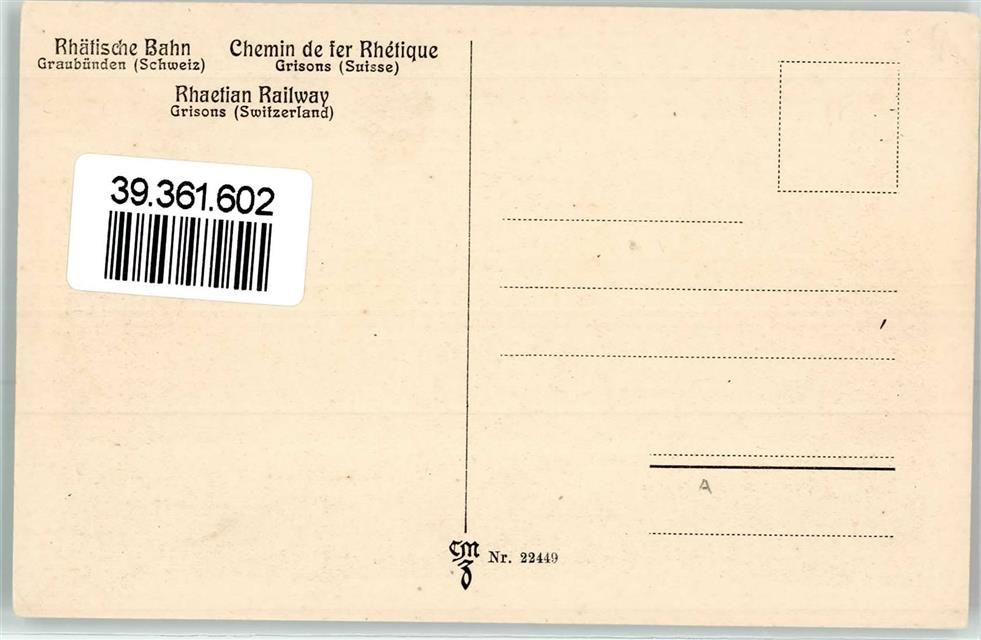 Rhätische Bahn
Graubünden (Schweiz)
Chemin de fer Rhétique
Grisons (Suisse)
Rhaetian Railway
Grisons (Switzerland)
39.361.602
A
CMZ Nr. 22449